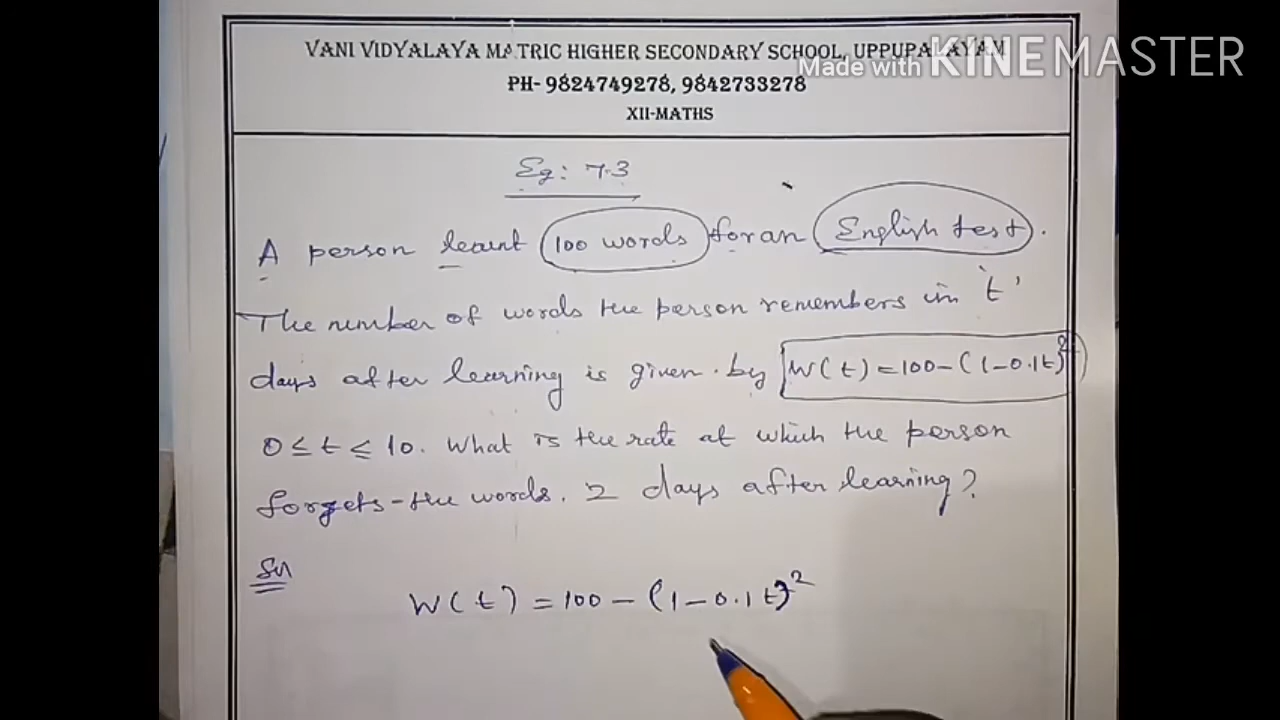 VANI VIDYALAYA MATRIC HIGHER SECONDARY SCHOOL, UPPUPALAYAM
Made with KINEMASTER
PH- 9824749278, 9842733278
XII-MATHS
Eg: 7.3
A person learnt 100 words for an English test.
The number of words the person remembers in 't'
days after learning is given. by W(t) = 100 - (1-0.1t)²
0 ≤ t ≤ 10. What is the rate at which the person
forgets the words. 2 days after learning?
Sol
W(t) = 100 - (1-0.1t)²